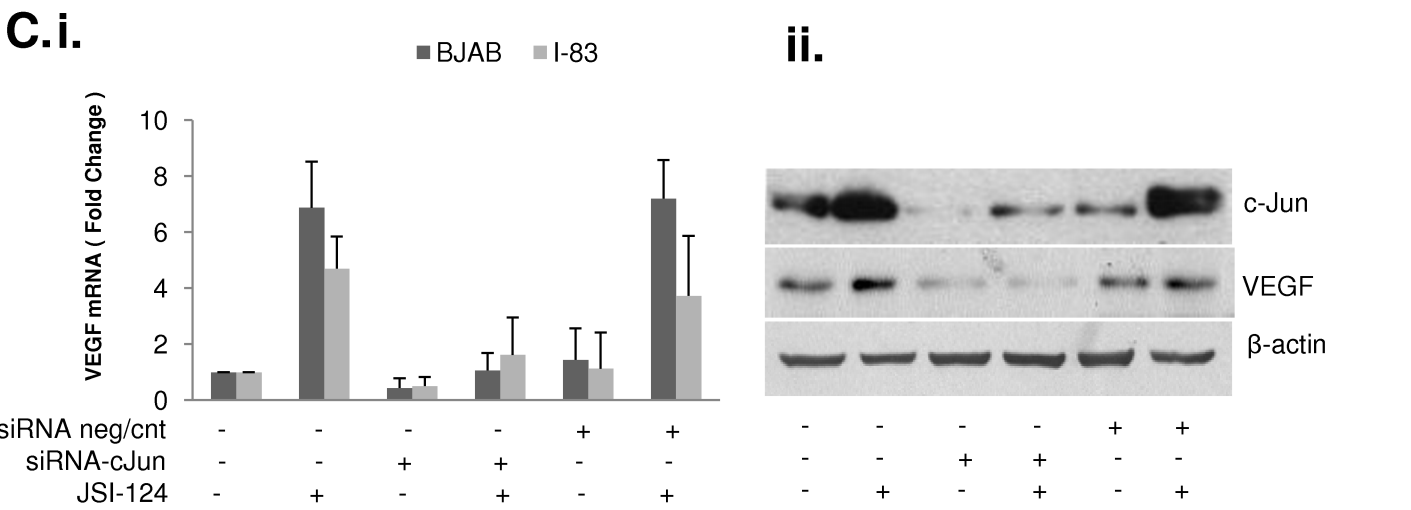 C.i.
BJAB I-83
VEGF mRNA ( Fold Change )
10
8
6
4
2
0
siRNA neg/cnt - - - - + +
siRNA-cJun - - + + - -
JSI-124 - + - + - +
ii.
c-Jun
VEGF
β-actin
- - - - + +
- - + + - -
- + - + - +